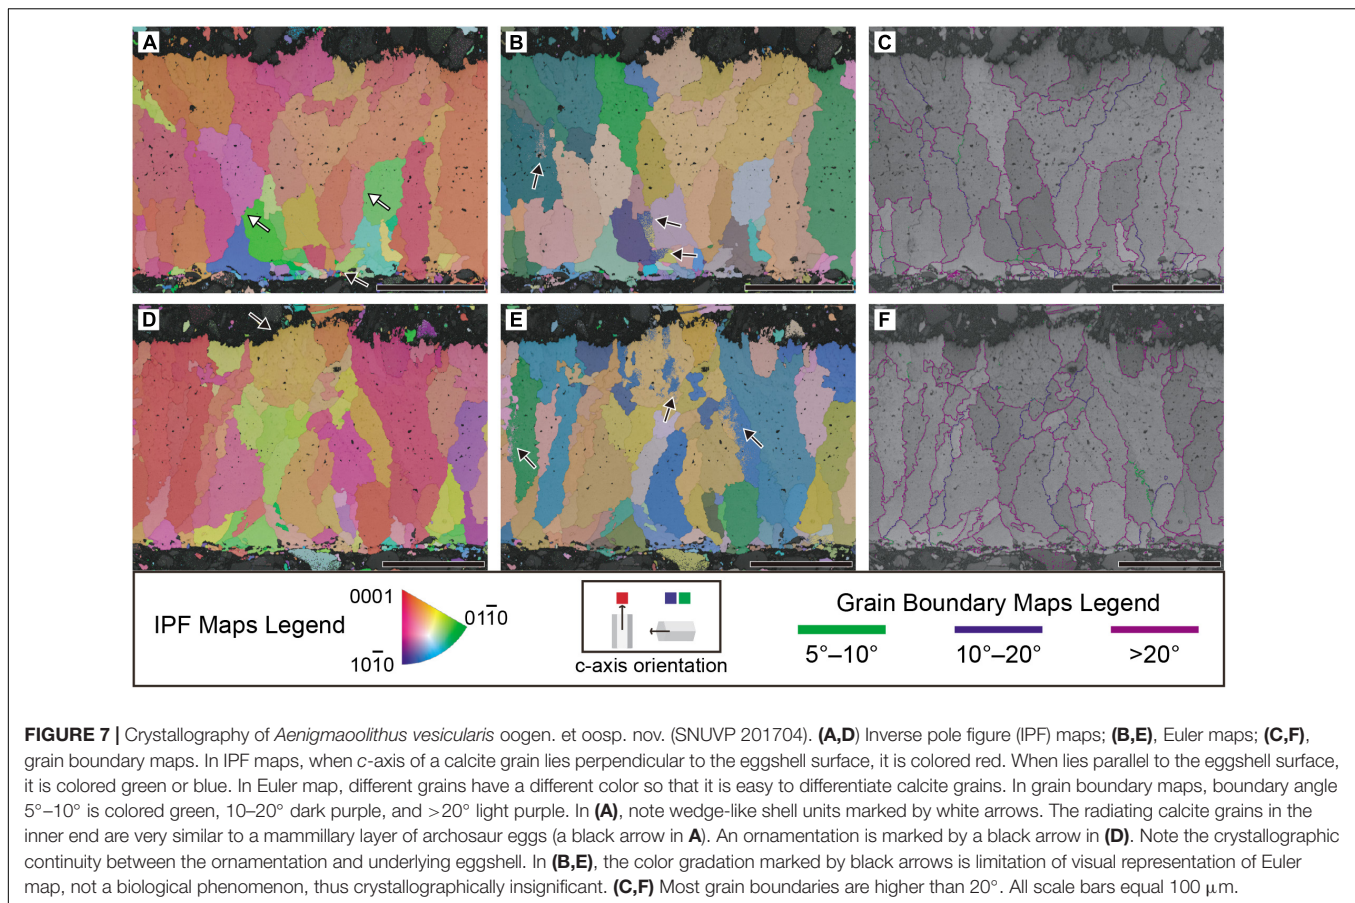 A
B
C
D
E
F
IPF Maps Legend
0001
011̅0
101̅0
c-axis orientation
Grain Boundary Maps Legend
5°–10°
10°–20°
>20°
FIGURE 7 | Crystallography of Aenigmaoolithus vesicularis oogen. et oosp. nov. (SNUVP 201704). (A,D) Inverse pole figure (IPF) maps; (B,E), Euler maps; (C,F),
grain boundary maps. In IPF maps, when c-axis of a calcite grain lies perpendicular to the eggshell surface, it is colored red. When lies parallel to the eggshell surface,
it is colored green or blue. In Euler map, different grains have a different color so that it is easy to differentiate calcite grains. In grain boundary maps, boundary angle
5°–10° is colored green, 10–20° dark purple, and >20° light purple. In (A), note wedge-like shell units marked by white arrows. The radiating calcite grains in the
inner end are very similar to a mammillary layer of archosaur eggs (a black arrow in A). An ornamentation is marked by a black arrow in (D). Note the crystallographic
continuity between the ornamentation and underlying eggshell. In (B,E), the color gradation marked by black arrows is limitation of visual representation of Euler
map, not a biological phenomenon, thus crystallographically insignificant. (C,F) Most grain boundaries are higher than 20°. All scale bars equal 100 μm.